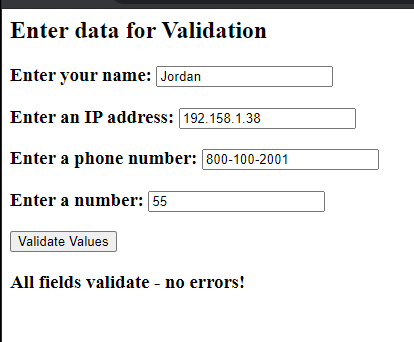 Enter data for Validation
Enter your name: Jordan
Enter an IP address: 192.158.1.38
Enter a phone number: 800-100-2001
Enter a number: 55
Validate Values
All fields validate - no errors!